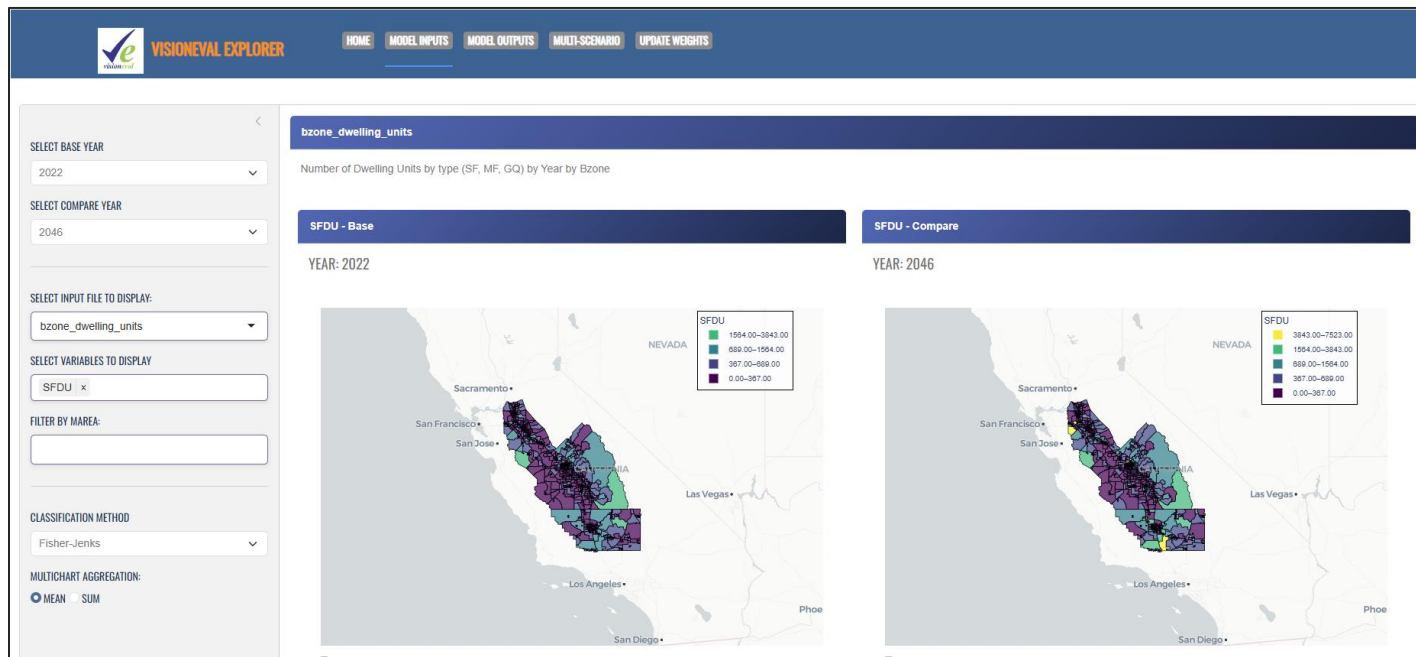 visioneval
VISIONEVAL EXPLORER
HOME
MODEL INPUTS
MODEL OUTPUTS
MULTI-SCENARIO
UPDATE WEIGHTS
SELECT BASE YEAR
2022
SELECT COMPARE YEAR
2046
SELECT INPUT FILE TO DISPLAY:
bzone_dwelling_units
SELECT VARIABLES TO DISPLAY
SFDU x
FILTER BY MAREA:
CLASSIFICATION METHOD
Fisher-Jenks
MULTICHART AGGREGATION:
MEAN SUM
bzone_dwelling_units
Number of Dwelling Units by type (SF, MF, GQ) by Year by Bzone
SFDU - Base
YEAR: 2022
SFDU
1564.00–3843.00
689.00–1564.00
367.00–689.00
0.00–367.00
NEVADA
Sacramento
San Francisco
San Jose
CALIFORNIA
Las Vegas
Los Angeles
Phoe
San Diego
SFDU - Compare
YEAR: 2046
SFDU
3843.00–7523.00
1564.00–3843.00
689.00–1564.00
367.00–689.00
0.00–367.00
NEVADA
Sacramento
San Francisco
San Jose
CALIFORNIA
Las Vegas
Los Angeles
Phoe
San Diego